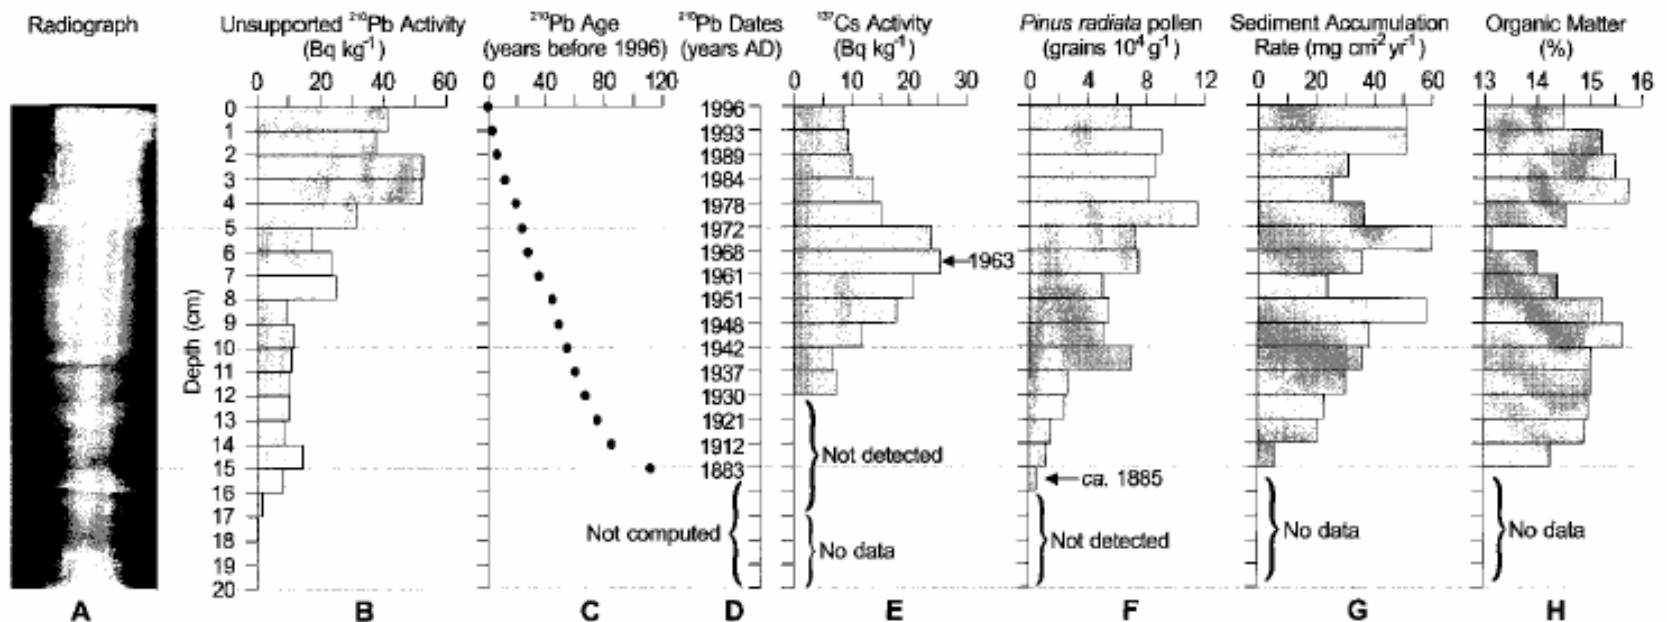 Radiograph
Unsupported ²¹⁰Pb Activity
(Bq kg⁻¹)
0 20 40 60
²¹⁰Pb Age
(years before 1996)
0 40 80 120
²¹⁰Pb Dates
(years AD)
¹³⁷Cs Activity
(Bq kg⁻¹)
0 10 20 30
Pinus radiata pollen
(grains 10⁴ g⁻¹)
0 4 8 12
Sediment Accumulation
Rate (mg cm² yr⁻¹)
0 20 40 60
Organic Matter
(%)
13 14 15 16
Depth (cm)
0
1
2
3
4
5
6
7
8
9
10
11
12
13
14
15
16
17
18
19
20
1996
1993
1989
1984
1978
1972
1968
1961
1951
1948
1942
1937
1930
1921
1912
1883
Not computed
1963
Not detected
No data
ca. 1885
Not detected
No data
No data
A B C D E F G H